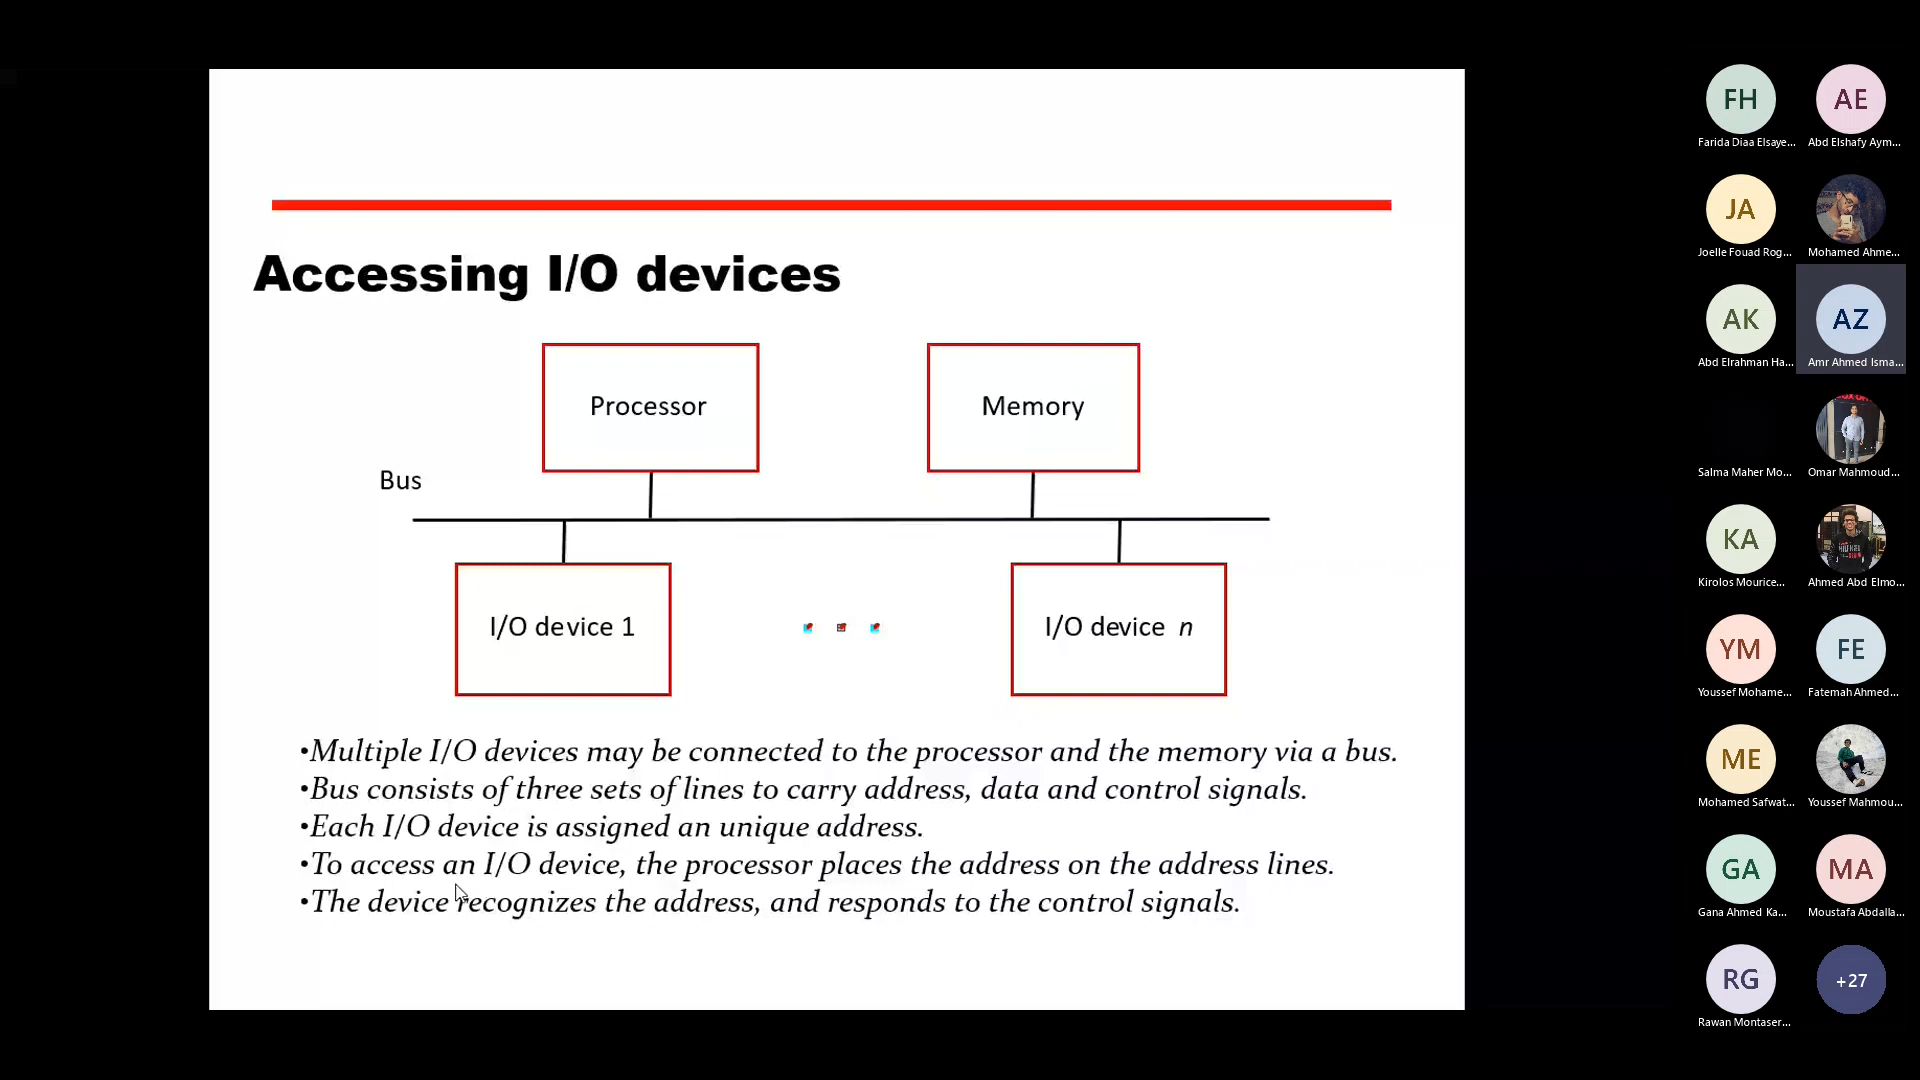 Accessing I/O devices
Processor
Memory
Bus
I/O device 1
I/O device n
•Multiple I/O devices may be connected to the processor and the memory via a bus.
•Bus consists of three sets of lines to carry address, data and control signals.
•Each I/O device is assigned an unique address.
•To access an I/O device, the processor places the address on the address lines.
•The device recognizes the address, and responds to the control signals.
FH
AE
Farida Diaa Elsaye...
Abd Elshafy Aym...
JA
Joelle Fouad Rog...
Mohamed Ahme...
AK
AZ
Abd Elrahman Ha...
Amr Ahmed Isma...
Salma Maher Mo...
Omar Mahmoud...
KA
Kirolos Mourice...
Ahmed Abd Elmo...
YM
FE
Youssef Mohame...
Fatemah Ahmed...
ME
Mohamed Safwat...
Youssef Mahmou...
GA
MA
Gana Ahmed Ka...
Moustafa Abdalla...
RG
+27
Rawan Montaser...